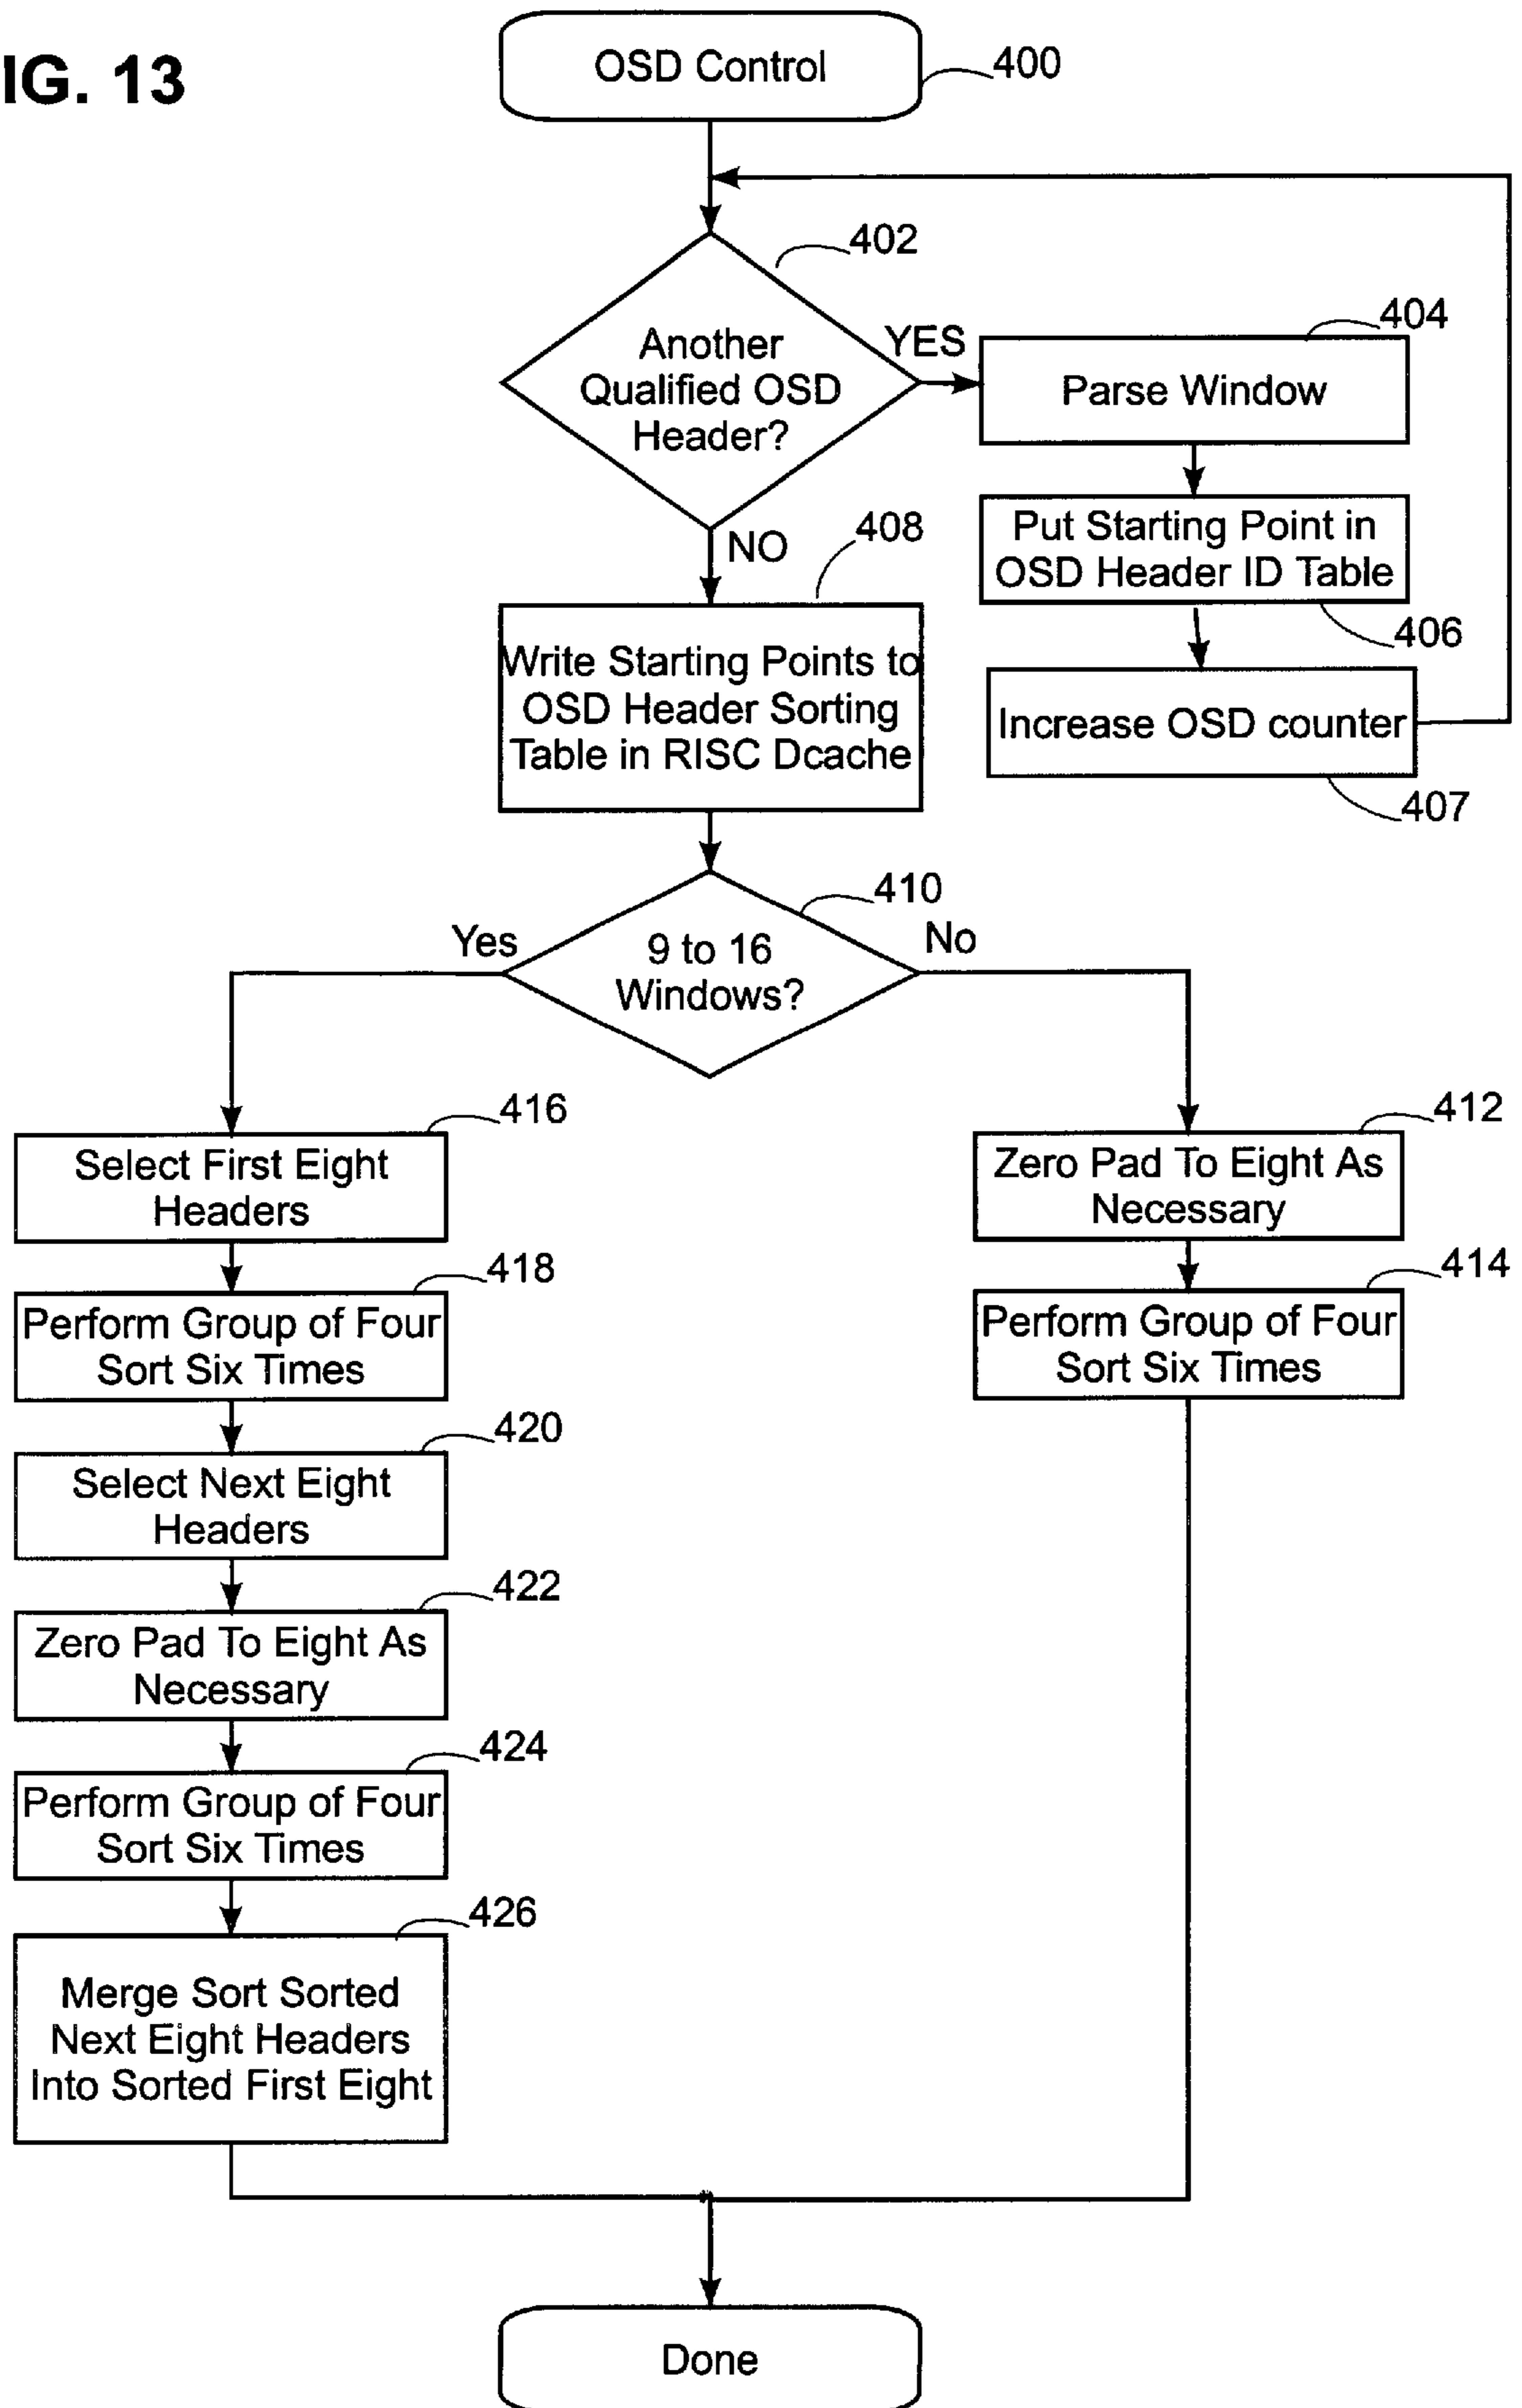 IG. 13
OSD Control
400
402
Another
Qualified OSD
Header?
YES
404
Parse Window
Put Starting Point in
OSD Header ID Table
406
Increase OSD counter
407
NO
408
Write Starting Points to
OSD Header Sorting
Table in RISC Dcache
410
9 to 16
Windows?
Yes
No
416
Select First Eight
Headers
418
Perform Group of Four
Sort Six Times
420
Select Next Eight
Headers
422
Zero Pad To Eight As
Necessary
424
Perform Group of Four
Sort Six Times
426
Merge Sort Sorted
Next Eight Headers
Into Sorted First Eight
412
Zero Pad To Eight As
Necessary
414
Perform Group of Four
Sort Six Times
Done